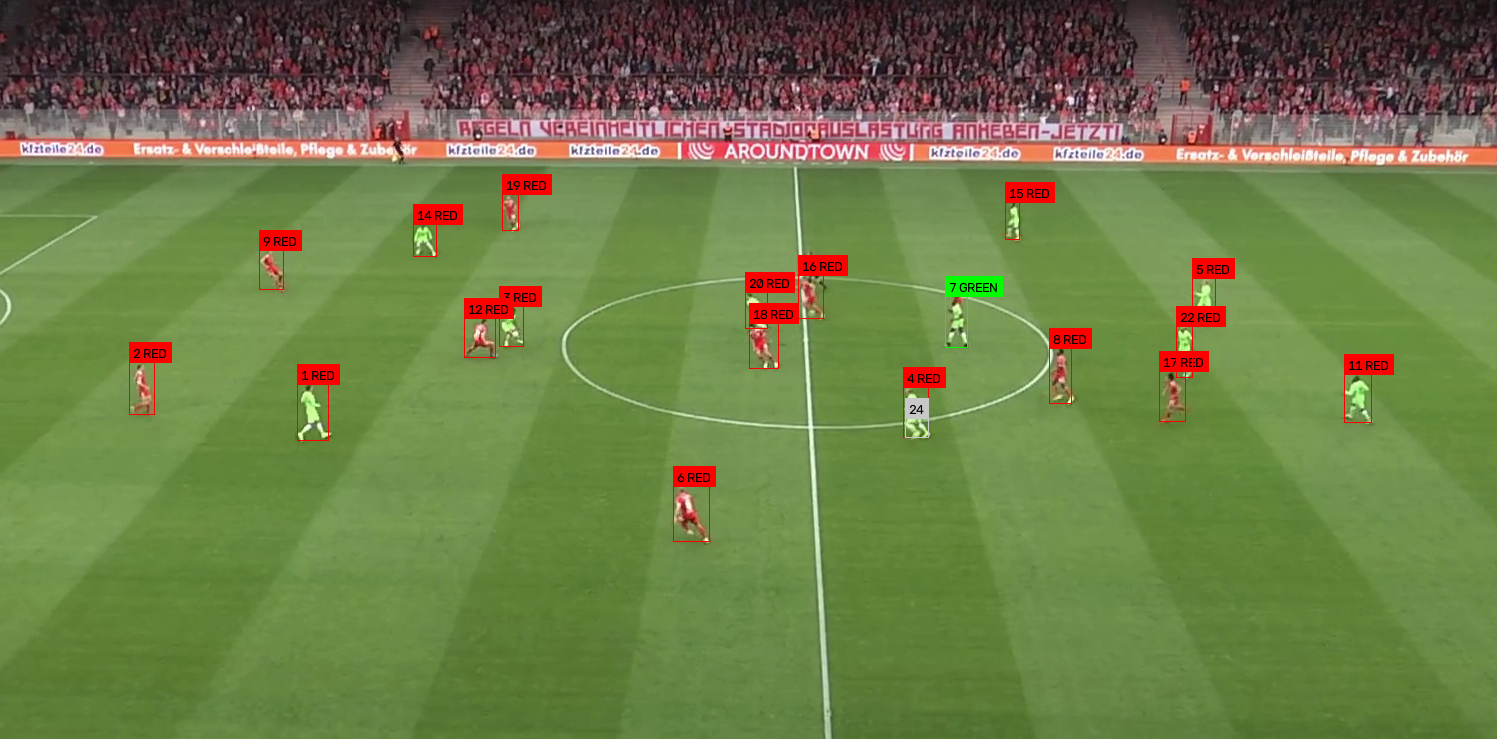 REGELN VEREINHEITLICHEN STADIONAUSLASTUNG ANHEBEN-JETZT!
kfzteile24.de Ersatz- & Verschleißteile, Pflege & Zubehör kfzteile24.de kfzteile24.de AROUNDTOWN kfzteile24.de kfzteile24.de Ersatz- & Verschleißteile, Pflege & Zubehör
19 RED
15 RED
14 RED
9 RED
16 RED
5 RED
20 RED
7 GREEN
RED
12 RED
18 RED
22 RED
8 RED
2 RED
17 RED
11 RED
1 RED
4 RED
24
6 RED